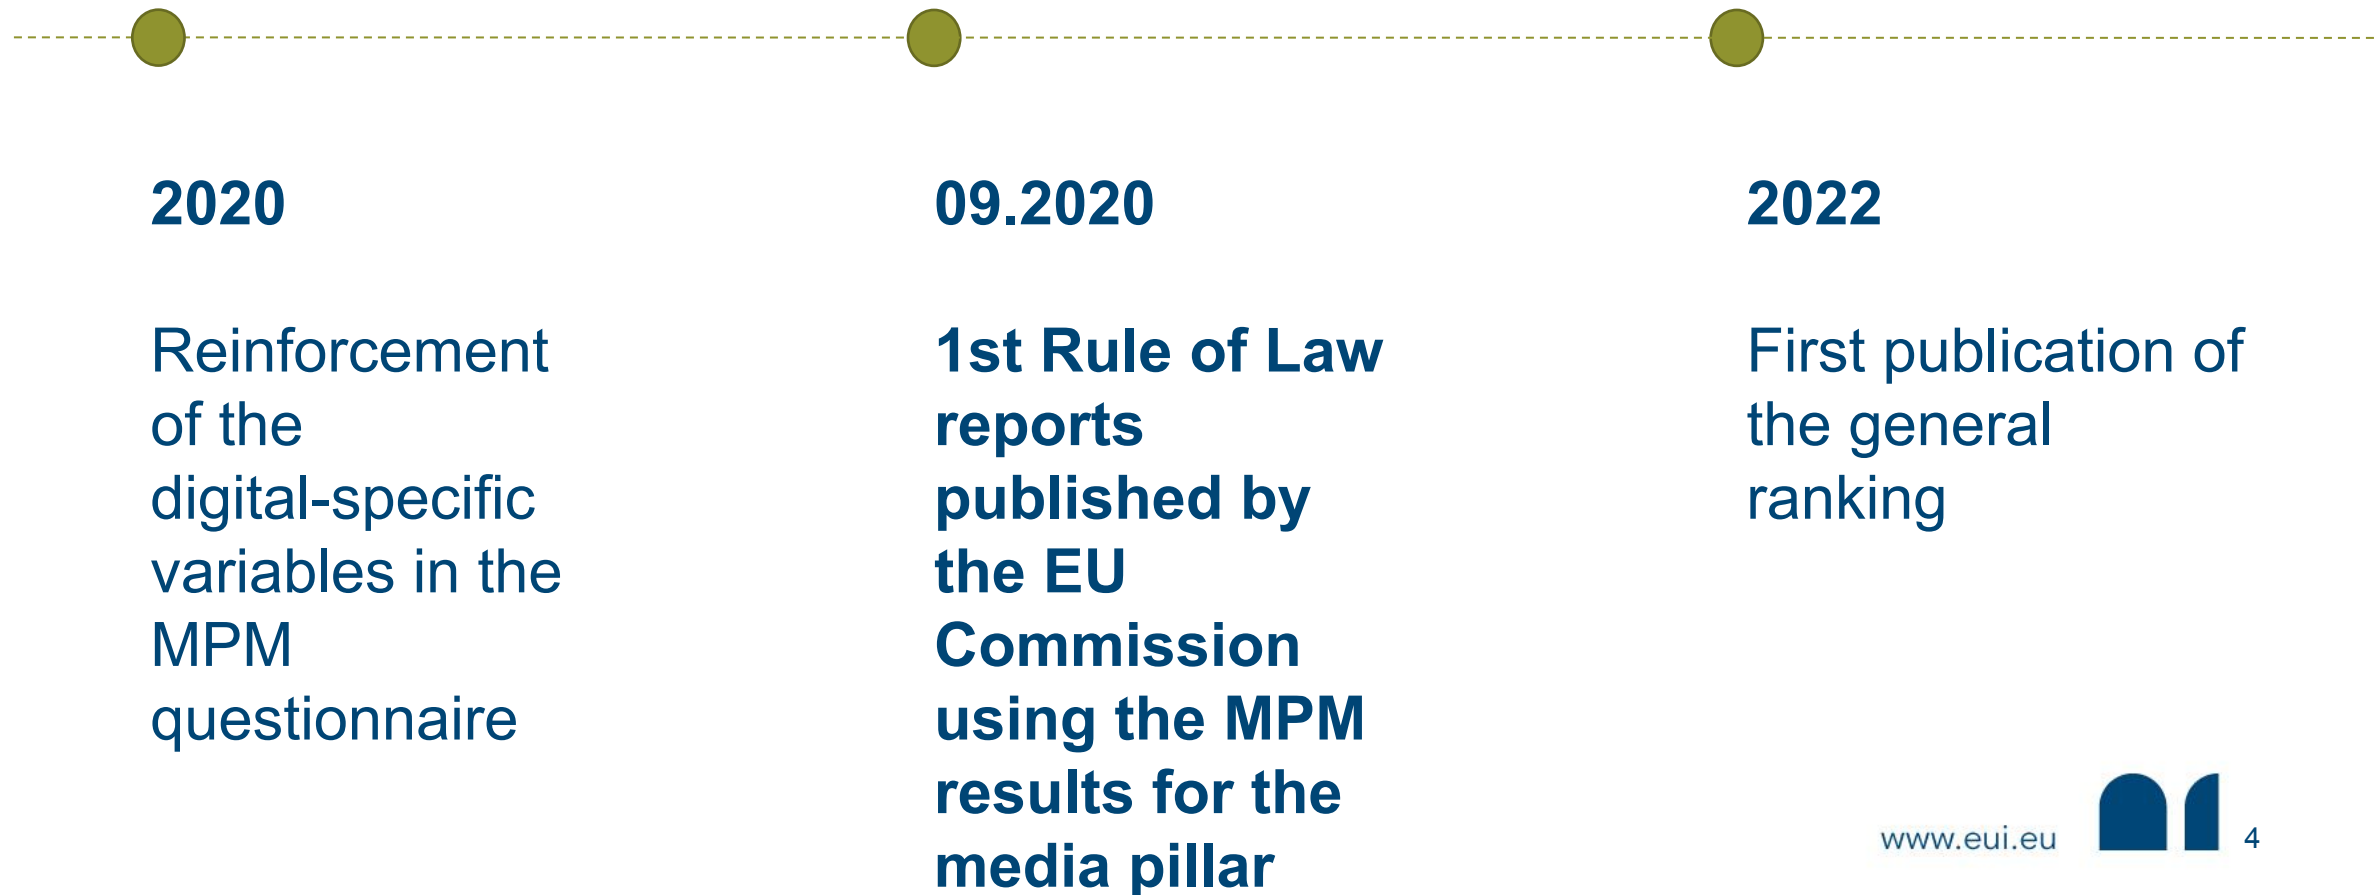 2020
Reinforcement
of the
digital-specific
variables in the
MPM
questionnaire
09.2020
1st Rule of Law
reports
published by
the EU
Commission
using the MPM
results for the
media pillar
2022
First publication of
the general
ranking
www.eui.eu
4